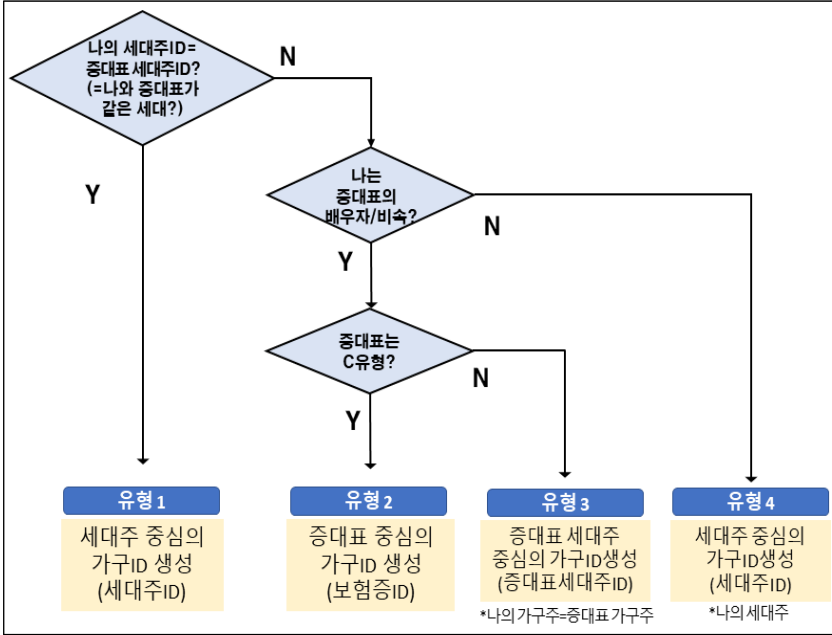 나의 세대주ID=
증대표 세대주ID?
(=나와 증대표가
같은 세대?)
N
Y
나는
증대표의
배우자/비속?
N
Y
증대표는
C유형?
N
Y
유형1
세대주 중심의
가구ID 생성
(세대주ID)
유형2
증대표 중심의
가구ID 생성
(보험증ID)
유형3
증대표 세대주
중심의 가구ID생성
(증대표세대주ID)
*나의 가구주=증대표 가구주
유형4
세대주 중심의
가구ID생성
(세대주ID)
*나의 세대주